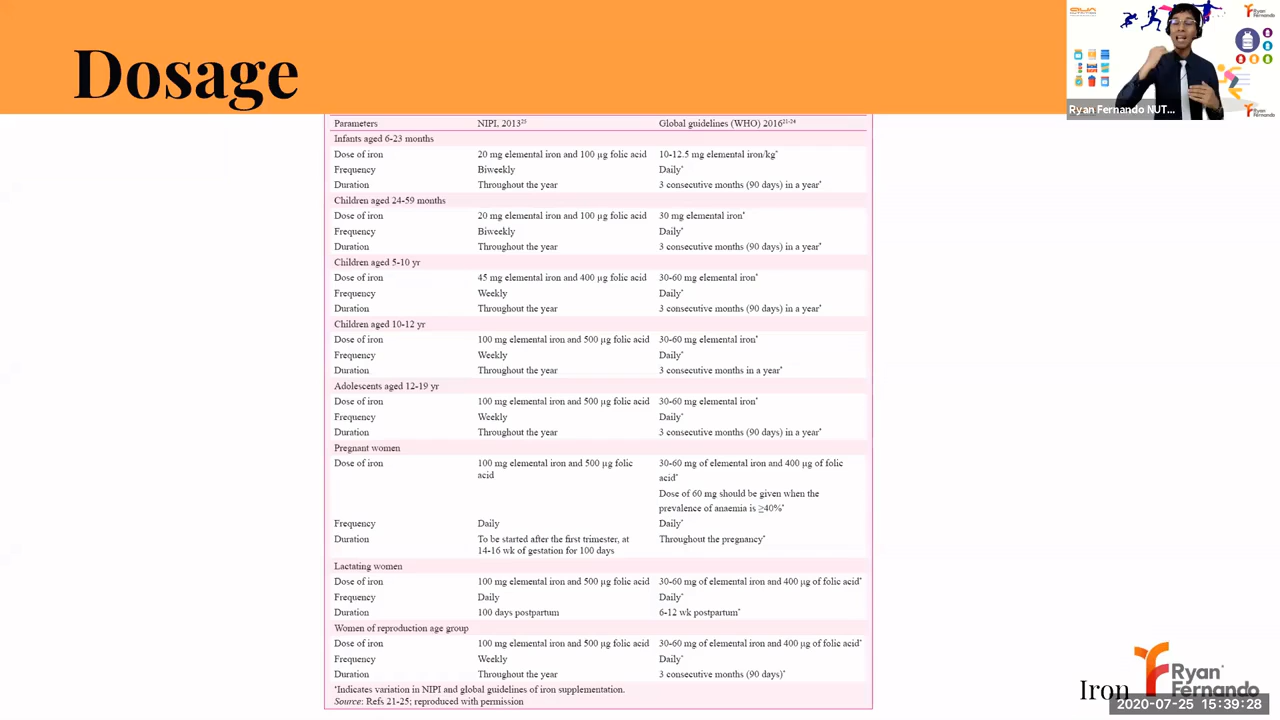 Dosage
Ryan Fernando
Ryan Fernando NUT...
Parameters NIPI, 2013²⁵ Global guidelines (WHO) 2016²¹⁻²⁴
Infants aged 6-23 months
Dose of iron 20 mg elemental iron and 100 µg folic acid 10-12.5 mg elemental iron/kg*
Frequency Biweekly Daily*
Duration Throughout the year 3 consecutive months (90 days) in a year*
Children aged 24-59 months
Dose of iron 20 mg elemental iron and 100 µg folic acid 30 mg elemental iron*
Frequency Biweekly Daily*
Duration Throughout the year 3 consecutive months (90 days) in a year*
Children aged 5-10 yr
Dose of iron 45 mg elemental iron and 400 µg folic acid 30-60 mg elemental iron*
Frequency Weekly Daily*
Duration Throughout the year 3 consecutive months (90 days) in a year*
Children aged 10-12 yr
Dose of iron 100 mg elemental iron and 500 µg folic acid 30-60 mg elemental iron*
Frequency Weekly Daily*
Duration Throughout the year 3 consecutive months in a year*
Adolescents aged 12-19 yr
Dose of iron 100 mg elemental iron and 500 µg folic acid 30-60 mg elemental iron*
Frequency Weekly Daily*
Duration Throughout the year 3 consecutive months (90 days) in a year*
Pregnant women
Dose of iron 100 mg elemental iron and 500 µg folic 30-60 mg of elemental iron and 400 µg of folic
acid acid*
Dose of 60 mg should be given when the
prevalence of anaemia is ≥40%*
Frequency Daily Daily*
Duration To be started after the first trimester, at Throughout the pregnancy*
14-16 wk of gestation for 100 days
Lactating women
Dose of iron 100 mg elemental iron and 500 µg folic acid 30-60 mg of elemental iron and 400 µg of folic acid*
Frequency Daily Daily*
Duration 100 days postpartum 6-12 wk postpartum*
Women of reproduction age group
Dose of iron 100 mg elemental iron and 500 µg folic acid 30-60 mg of elemental iron and 400 µg of folic acid*
Frequency Weekly Daily*
Duration Throughout the year 3 consecutive months (90 days)*
*Indicates variation in NIPI and global guidelines of iron supplementation.
Source: Refs 21-25; reproduced with permission
Iron
Ryan
Fernando
2020-07-25 15:39:28